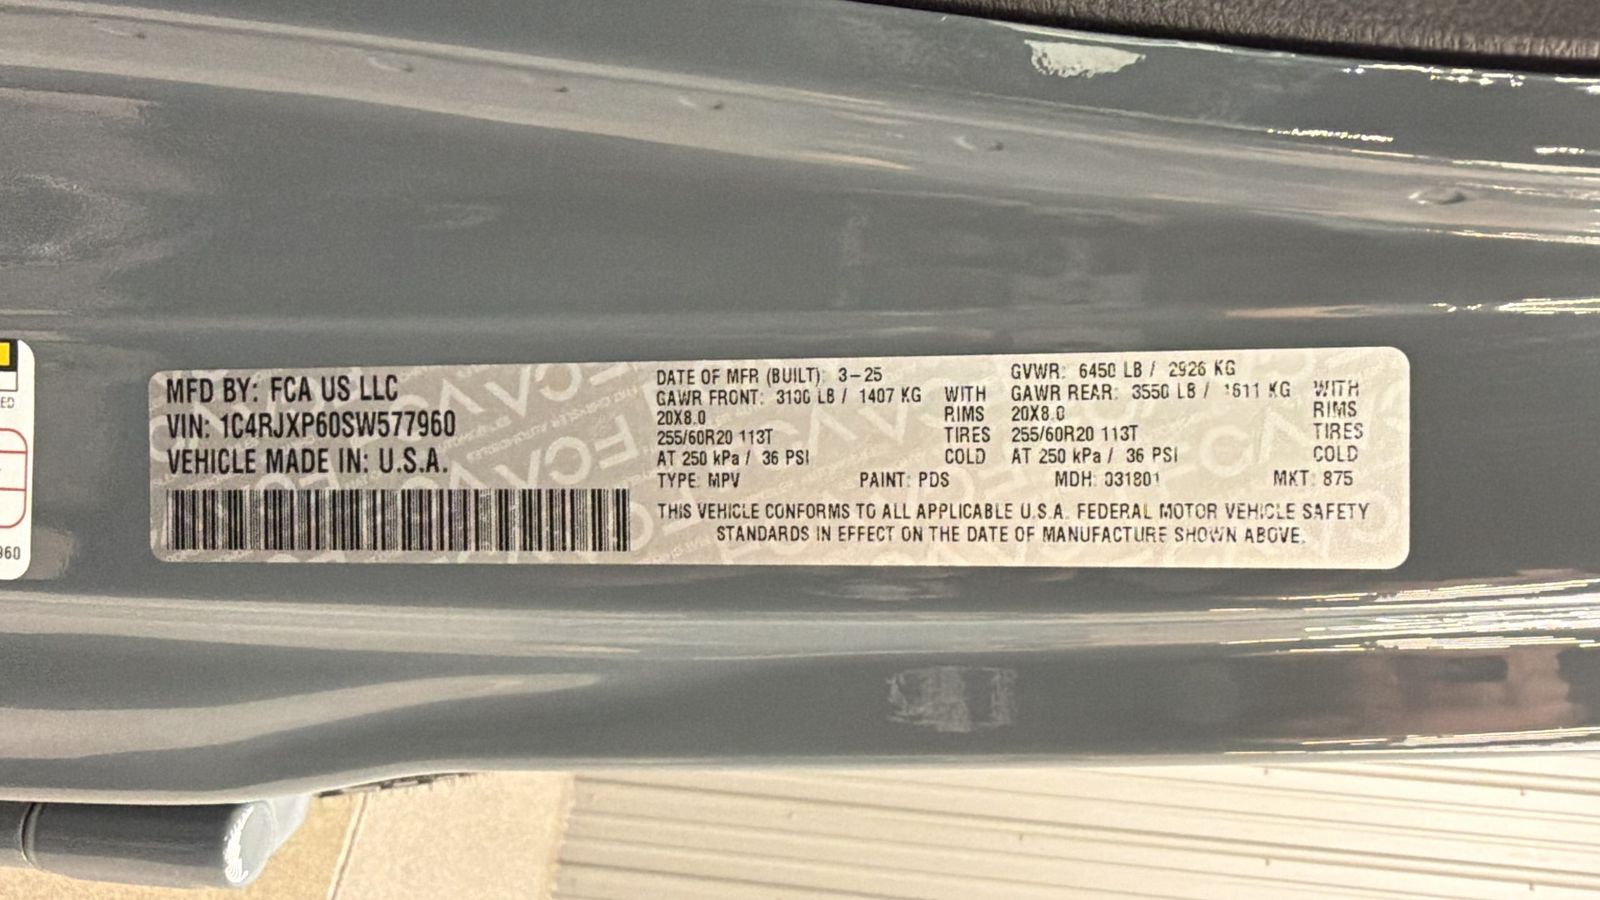 MFD BY: FCA US LLC
VIN: 1C4RJXP60SW577960
VEHICLE MADE IN: U.S.A.
DATE OF MFR (BUILT): 3-25
GAWR FRONT: 3100 LB / 1407 KG WITH
20X8.0 RIMS
255/60R20 113T TIRES
AT 250 kPa / 36 PSI COLD
GVWR: 6450 LB / 2926 KG
GAWR REAR: 3550 LB / 1611 KG WITH
20X8.0 RIMS
255/60R20 113T TIRES
AT 250 kPa / 36 PSI COLD
TYPE: MPV PAINT: PDS MDH: 031801 MKT: 875
THIS VEHICLE CONFORMS TO ALL APPLICABLE U.S.A. FEDERAL MOTOR VEHICLE SAFETY
STANDARDS IN EFFECT ON THE DATE OF MANUFACTURE SHOWN ABOVE.
960